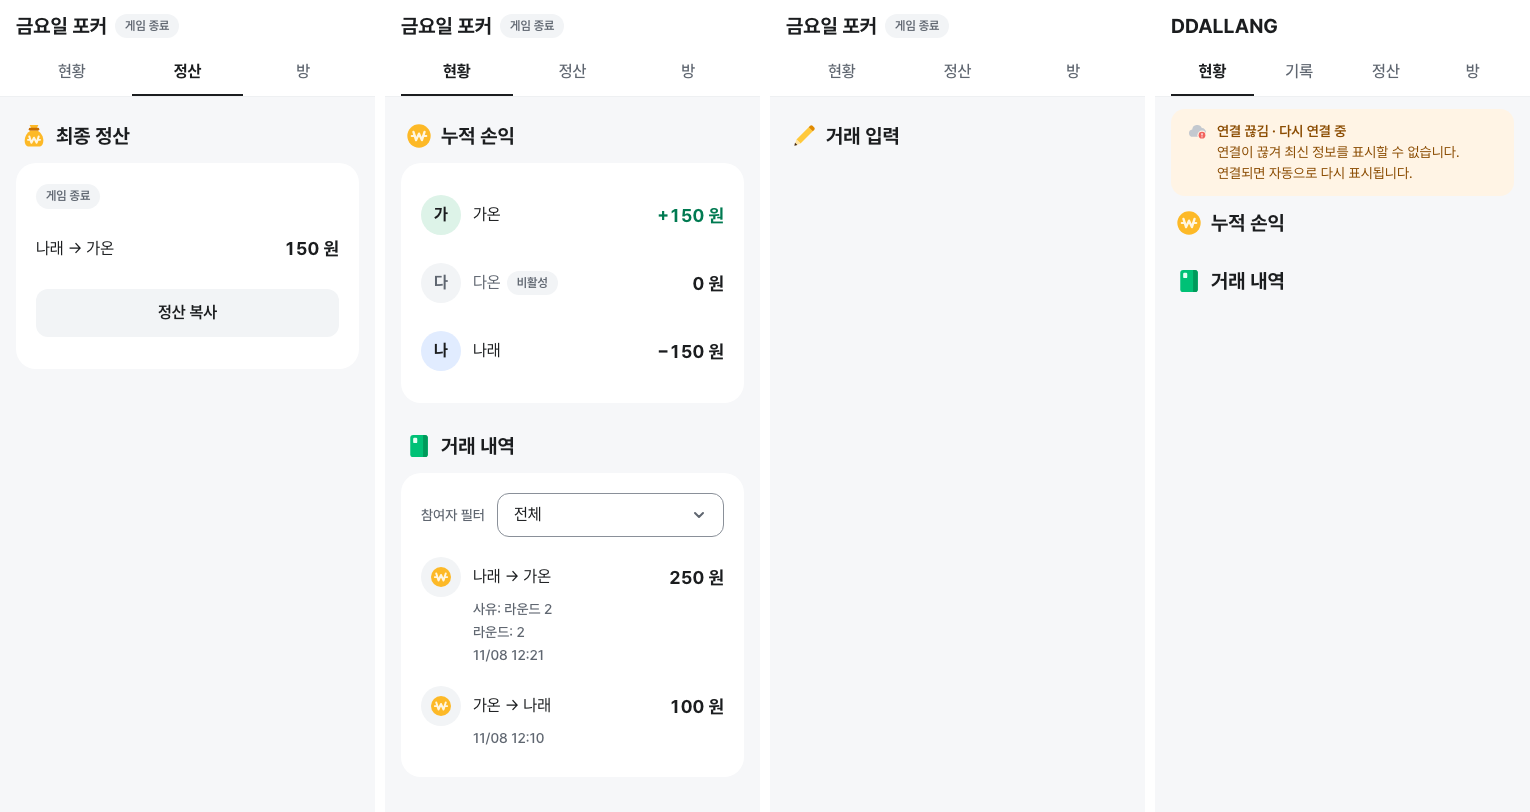 금요일 포커 게임 종료
현황 정산 방
최종 정산
게임 종료
나래 → 가온 150 원
정산 복사
금요일 포커 게임 종료
현황 정산 방
누적 손익
가 가온 +150 원
다 다온 비활성 0 원
나 나래 −150 원
거래 내역
참여자 필터 전체
나래 → 가온 250 원
사유: 라운드 2
라운드: 2
11/08 12:21
가온 → 나래 100 원
11/08 12:10
금요일 포커 게임 종료
현황 정산 방
거래 입력
DDALLANG
현황 기록 정산 방
연결 끊김 · 다시 연결 중
연결이 끊겨 최신 정보를 표시할 수 없습니다.
연결되면 자동으로 다시 표시됩니다.
누적 손익
거래 내역